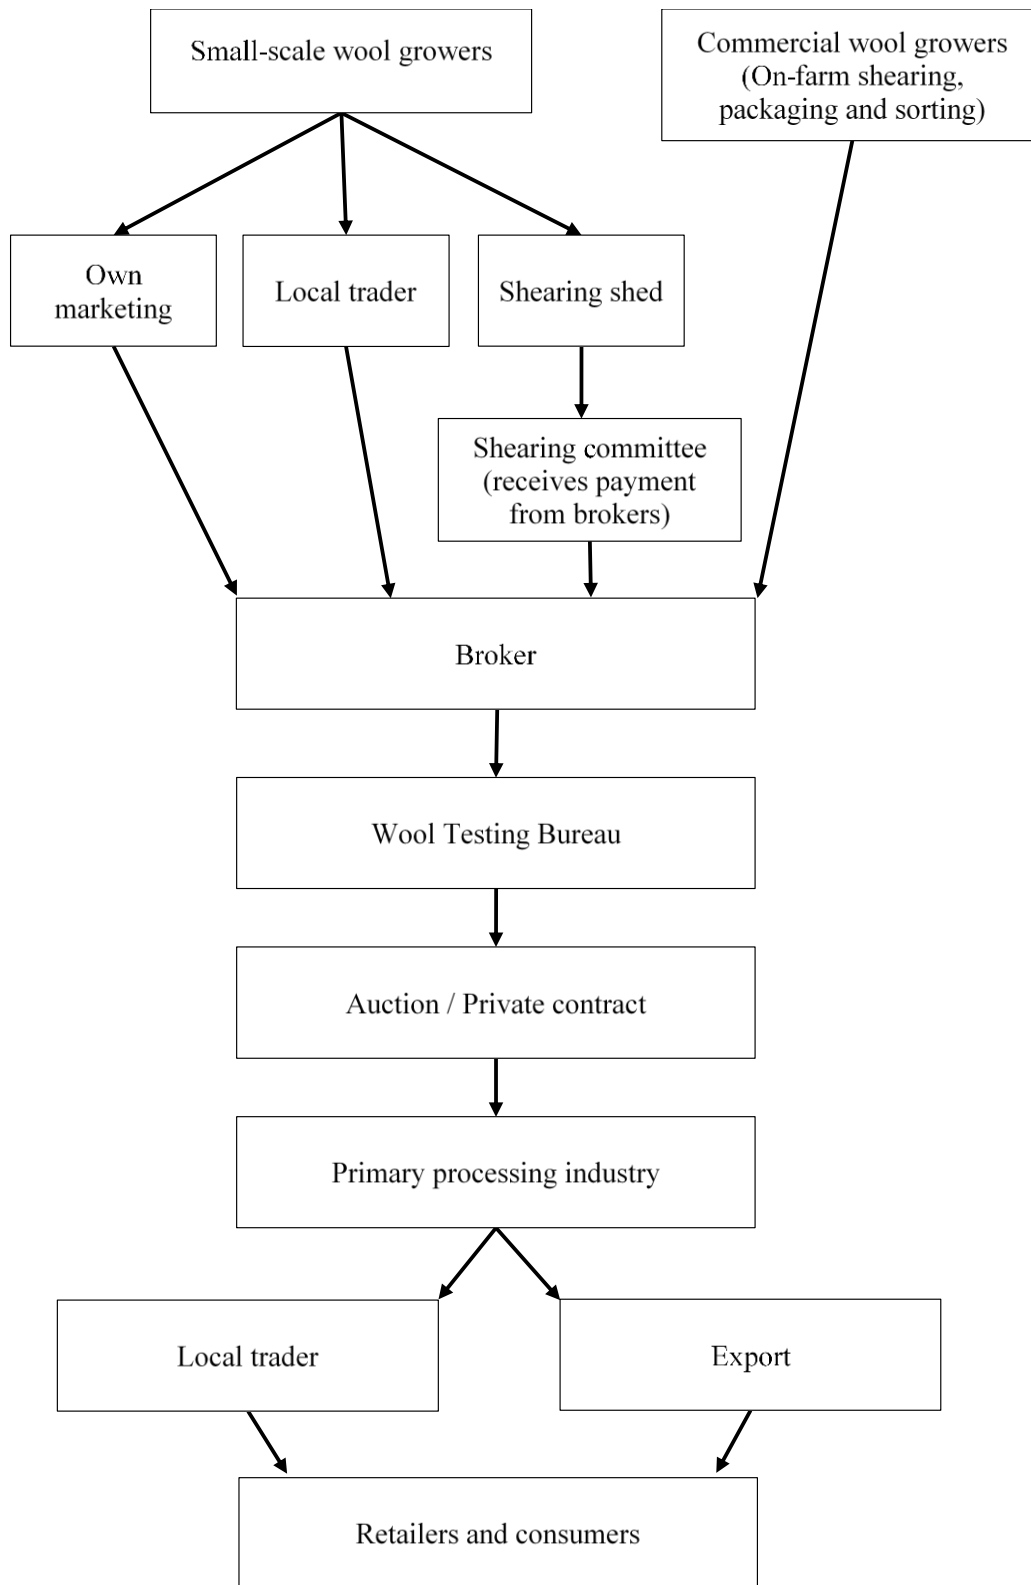 Small-scale wool growers
Commercial wool growers
(On-farm shearing,
packaging and sorting)
Own
marketing
Local trader
Shearing shed
Shearing committee
(receives payment
from brokers)
Broker
Wool Testing Bureau
Auction / Private contract
Primary processing industry
Local trader
Export
Retailers and consumers